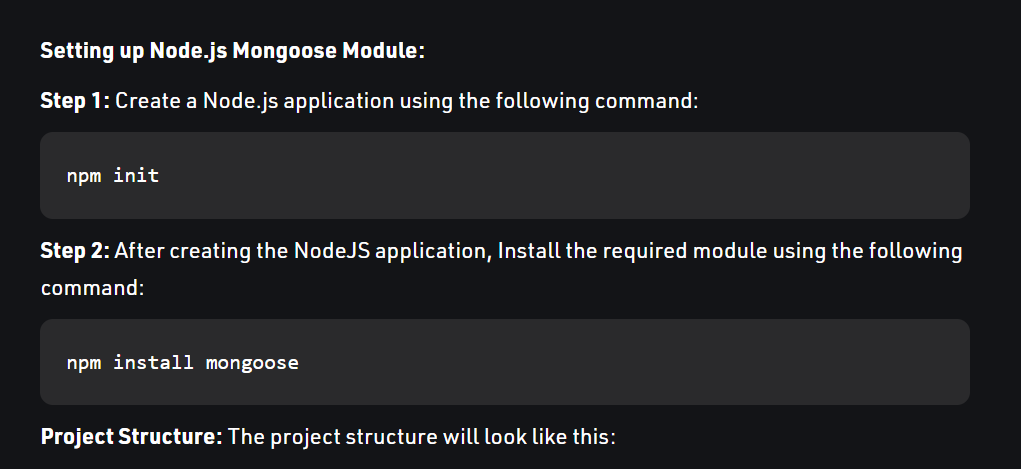 Setting up Node.js Mongoose Module:
Step 1: Create a Node.js application using the following command:
npm init
Step 2: After creating the NodeJS application, Install the required module using the following
command:
npm install mongoose
Project Structure: The project structure will look like this: